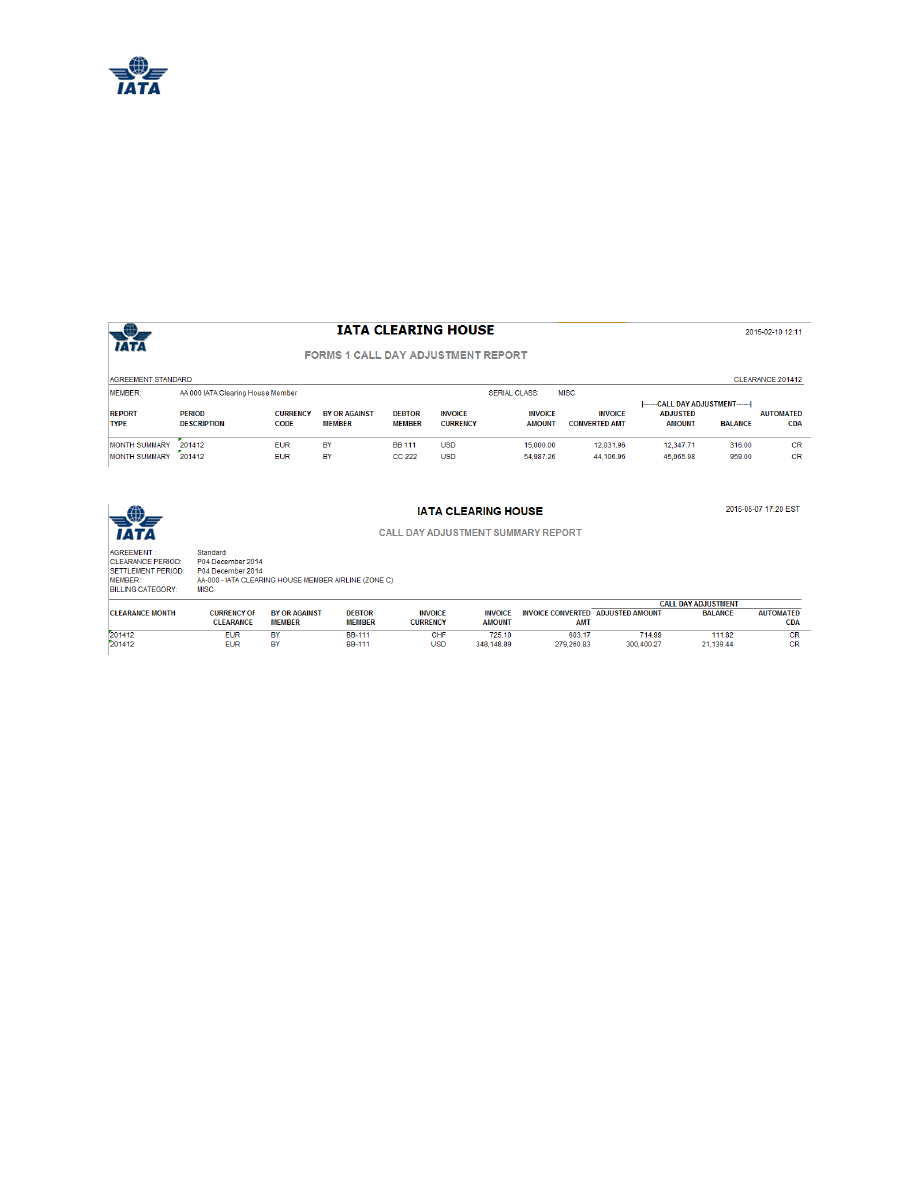 IATA
IATA CLEARING HOUSE 2015-02-10 12:11
IATA
FORMS 1 CALL DAY ADJUSTMENT REPORT
AGREEMENT STANDARD CLEARANCE 201412
MEMBER: AA 000 IATA Clearing House Member SERIAL CLASS: MISC
|------CALL DAY ADJUSTMENT------|
REPORT PERIOD CURRENCY BY OR AGAINST DEBTOR INVOICE INVOICE INVOICE ADJUSTED AUTOMATED
TYPE DESCRIPTION CODE MEMBER MEMBER CURRENCY AMOUNT CONVERTED AMT AMOUNT BALANCE CDA
MONTH SUMMARY 201412 EUR BY BB 111 USD 15,000.00 12,031.96 12,347.71 316.00 CR
MONTH SUMMARY 201412 EUR BY CC 222 USD 54,987.26 44,106.96 45,065.98 959.00 CR
IATA CLEARING HOUSE 2015-05-07 17:20 EST
IATA
CALL DAY ADJUSTMENT SUMMARY REPORT
AGREEMENT : Standard
CLEARANCE PERIOD: P04 December 2014
SETTLEMENT PERIOD: P04 December 2014
MEMBER: AA-000 - IATA CLEARING HOUSE MEMBER AIRLINE (ZONE C)
BILLING CATEGORY: MISC
CALL DAY ADJUSTMENT
CLEARANCE MONTH CURRENCY OF BY OR AGAINST DEBTOR INVOICE INVOICE INVOICE CONVERTED ADJUSTED AMOUNT BALANCE AUTOMATED
CLEARANCE MEMBER MEMBER CURRENCY AMOUNT AMT CDA
201412 EUR BY BB-111 CHF 725.10 603.17 714.99 111.82 CR
201412 EUR BY BB-111 USD 348,148.89 279,260.83 300,400.27 21,139.44 CR